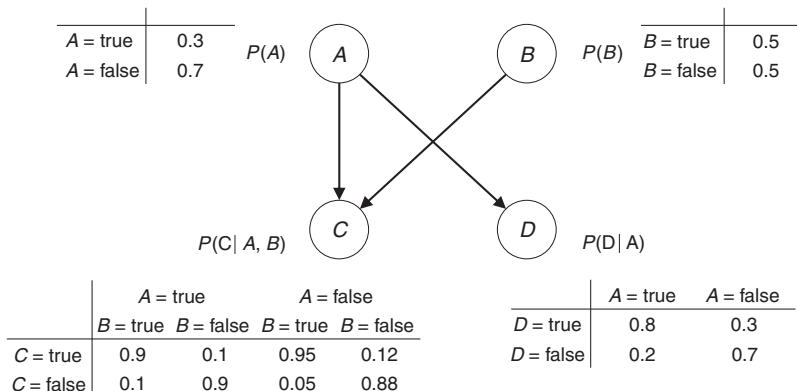 A = true 0.3
A = false 0.7
P(A)
A
B
P(B)
B = true 0.5
B = false 0.5
P(C| A, B)
C
D
P(D| A)
A = true A = false
B = true B = false B = true B = false
C = true 0.9 0.1 0.95 0.12
C = false 0.1 0.9 0.05 0.88
A = true A = false
D = true 0.8 0.3
D = false 0.2 0.7